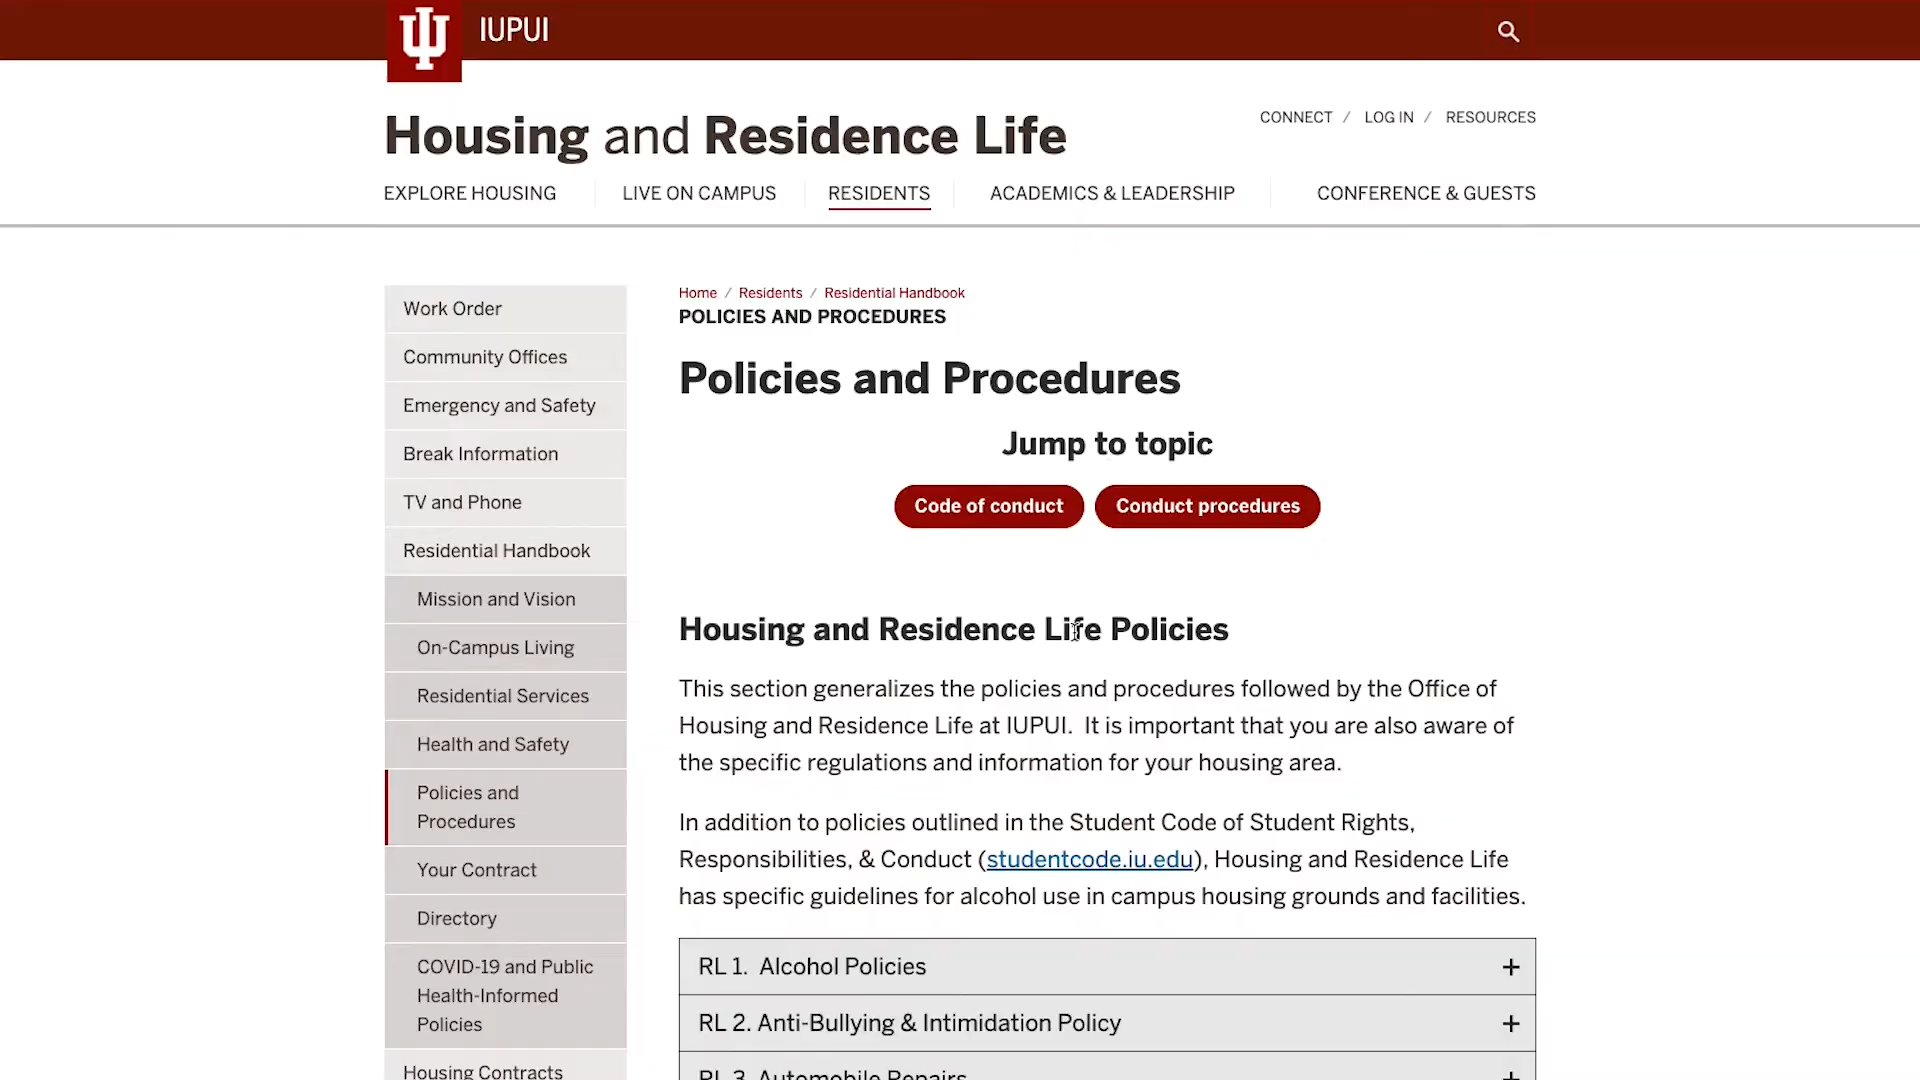 IUPUI
Housing and Residence Life
CONNECT / LOG IN / RESOURCES
EXPLORE HOUSING LIVE ON CAMPUS RESIDENTS ACADEMICS & LEADERSHIP CONFERENCE & GUESTS
Work Order
Community Offices
Emergency and Safety
Break Information
TV and Phone
Residential Handbook
Mission and Vision
On-Campus Living
Residential Services
Health and Safety
Policies and
Procedures
Your Contract
Directory
COVID-19 and Public
Health-Informed
Policies
Housing Contracts
Home / Residents / Residential Handbook
POLICIES AND PROCEDURES
Policies and Procedures
Jump to topic
Code of conduct Conduct procedures
Housing and Residence Life Policies
This section generalizes the policies and procedures followed by the Office of
Housing and Residence Life at IUPUI. It is important that you are also aware of
the specific regulations and information for your housing area.
In addition to policies outlined in the Student Code of Student Rights,
Responsibilities, & Conduct (studentcode.iu.edu), Housing and Residence Life
has specific guidelines for alcohol use in campus housing grounds and facilities.
RL 1. Alcohol Policies +
RL 2. Anti-Bullying & Intimidation Policy +
RL 3. Automobile Repairs +